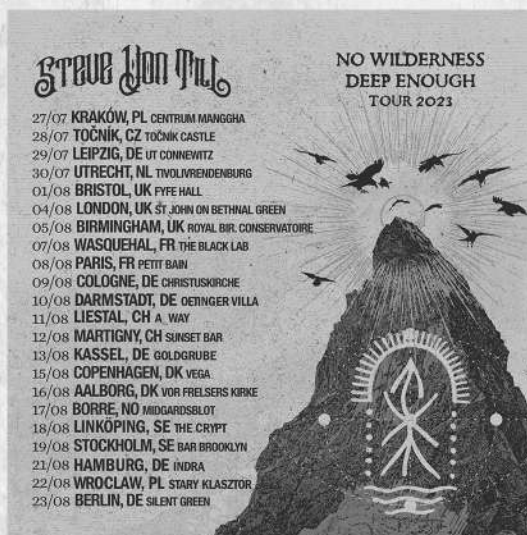 STEVE VON TILL
NO WILDERNESS
DEEP ENOUGH
TOUR 2023
27/07 KRAKÓW, PL CENTRUM MANGGHA
28/07 TOČNÍK, CZ TOČNÍK CASTLE
29/07 LEIPZIG, DE UT CONNEWITZ
30/07 UTRECHT, NL TIVOLIVRENDENBURG
01/08 BRISTOL, UK FYFE HALL
04/08 LONDON, UK ST JOHN ON BETHNAL GREEN
05/08 BIRMINGHAM, UK ROYAL BIR. CONSERVATOIRE
07/08 WASQUEHAL, FR THE BLACK LAB
08/08 PARIS, FR PETIT BAIN
09/08 COLOGNE, DE CHRISTUSKIRCHE
10/08 DARMSTADT, DE OETINGER VILLA
11/08 LIESTAL, CH A_WAY
12/08 MARTIGNY, CH SUNSET BAR
13/08 KASSEL, DE GOLDGRUBE
15/08 COPENHAGEN, DK VEGA
16/08 AALBORG, DK VOR FRELSERS KIRKE
17/08 BORRE, NO MIDGARDSBLOT
18/08 LINKÖPING, SE THE CRYPT
19/08 STOCKHOLM, SE BAR BROOKLYN
21/08 HAMBURG, DE INDRA
22/08 WROCLAW, PL STARY KLASZTOR
23/08 BERLIN, DE SILENT GREEN